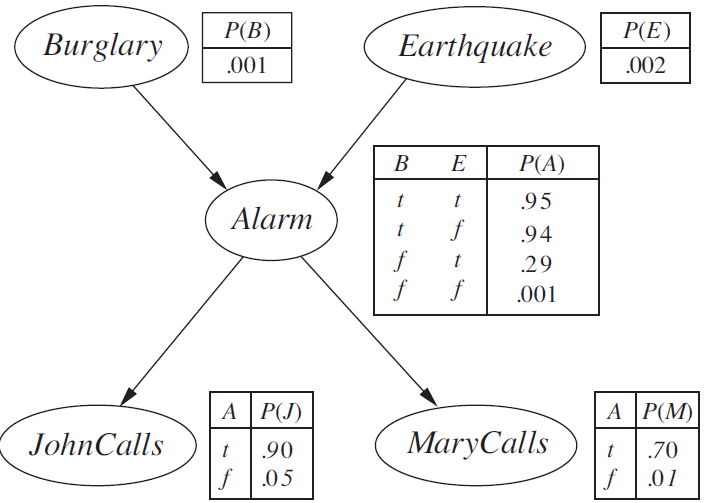 Burglary
P(B)
.001
Earthquake
P(E)
.002
Alarm
B E P(A)
t t .95
t f .94
f t .29
f f .001
JohnCalls
A P(J)
t .90
f .05
MaryCalls
A P(M)
t .70
f .01